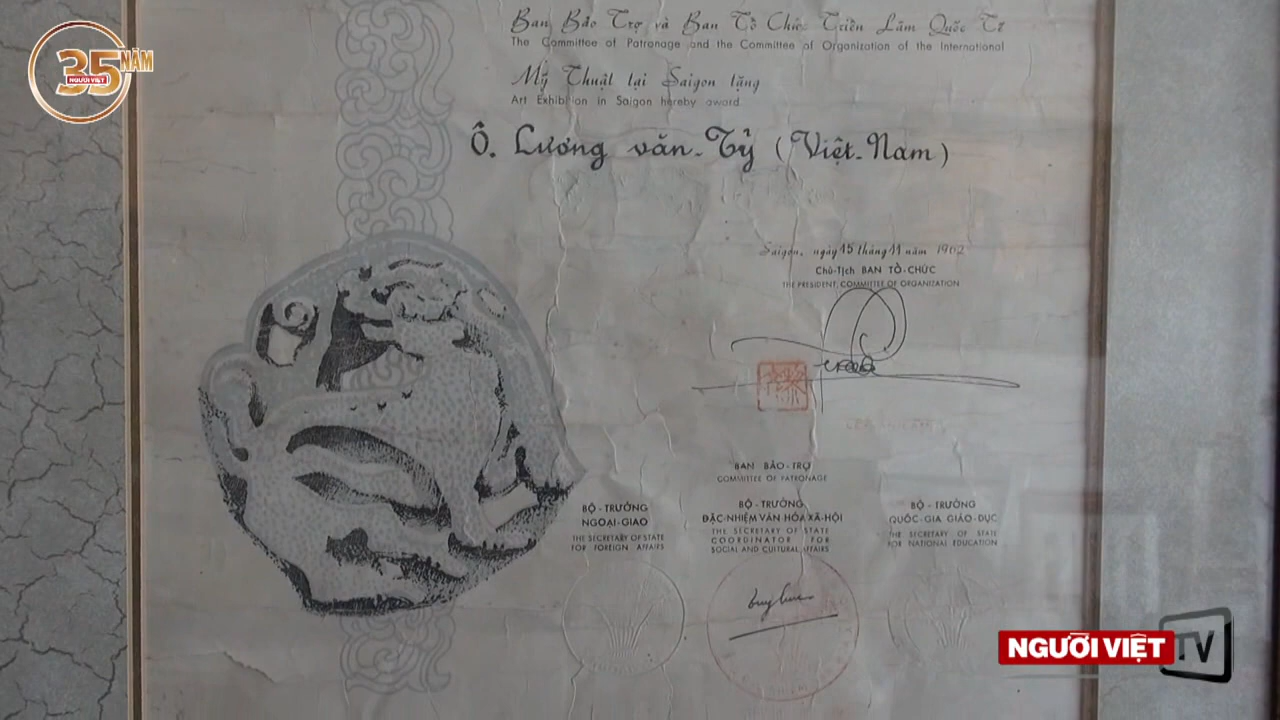 35 NĂM
NGƯỜI VIỆT
Ban Bảo Trợ và Ban Tổ Chức Triển Lãm Quốc Tế
The Committee of Patronage and the Committee of Organization of the International
Mỹ Thuật tại Saigon tặng
Art Exhibition in Saigon hereby award
Ô. Lương văn-Tỷ (Việt-Nam)
Saigon, ngày 15 tháng 11 năm 1962
Chủ-Tịch BAN TỔ-CHỨC
THE PRESIDENT, COMMITTEE OF ORGANIZATION
BAN BẢO-TRỢ
COMMITTEE OF PATRONAGE
BỘ-TRƯỞNG
NGOẠI-GIAO
THE SECRETARY OF STATE
FOR FOREIGN AFFAIRS
BỘ-TRƯỞNG
ĐẶC-NHIỆM VĂN HÓA XÃ-HỘI
THE SECRETARY OF STATE
COORDINATOR FOR
SOCIAL AND CULTURAL AFFAIRS
BỘ-TRƯỞNG
QUỐC-GIA GIÁO-DỤC
THE SECRETARY OF STATE
FOR NATIONAL EDUCATION
NGƯỜI VIỆT TV